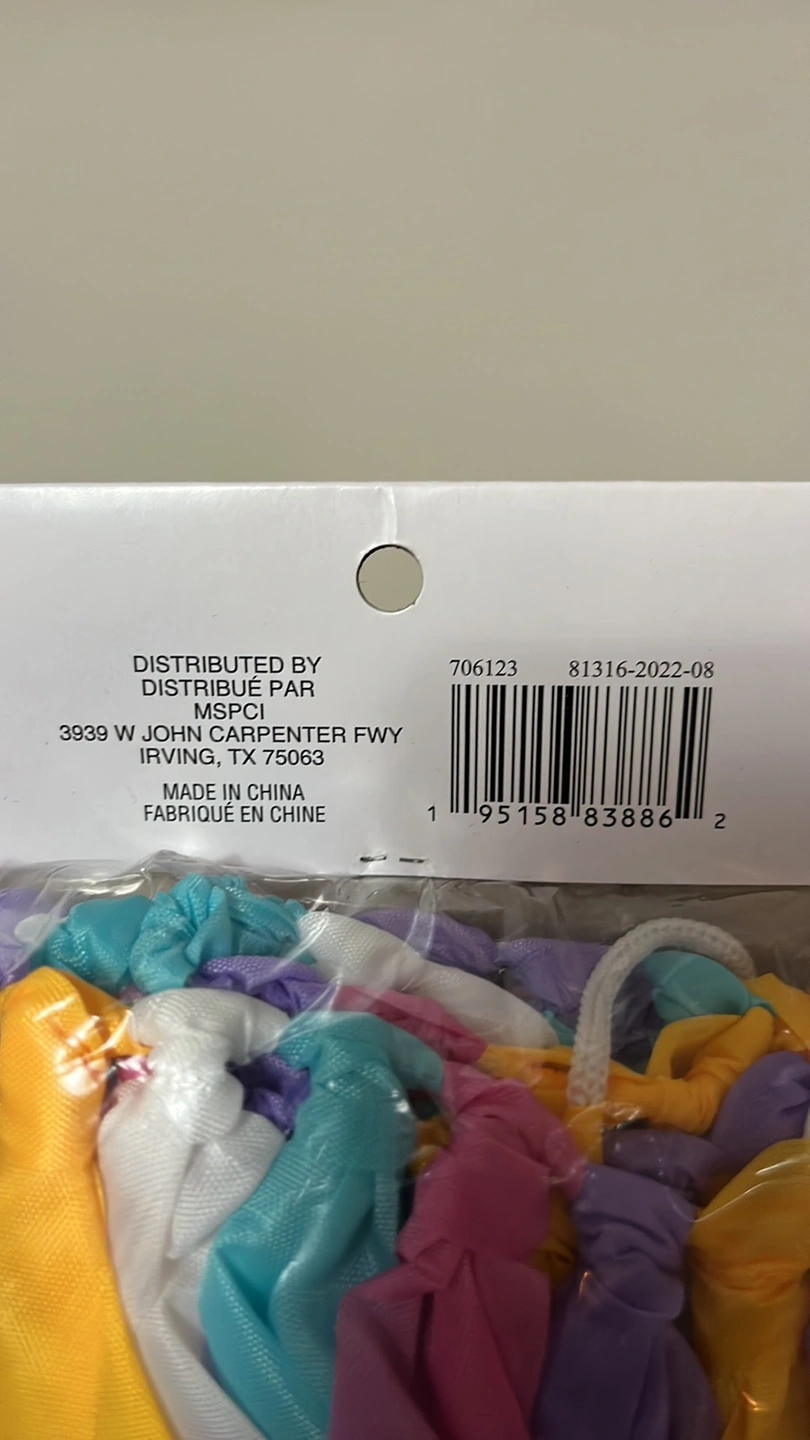 DISTRIBUTED BY
DISTRIBUÉ PAR
MSPCI
3939 W JOHN CARPENTER FWY
IRVING, TX 75063
MADE IN CHINA
FABRIQUÉ EN CHINE
706123 81316-2022-08
1 95158 83886 2